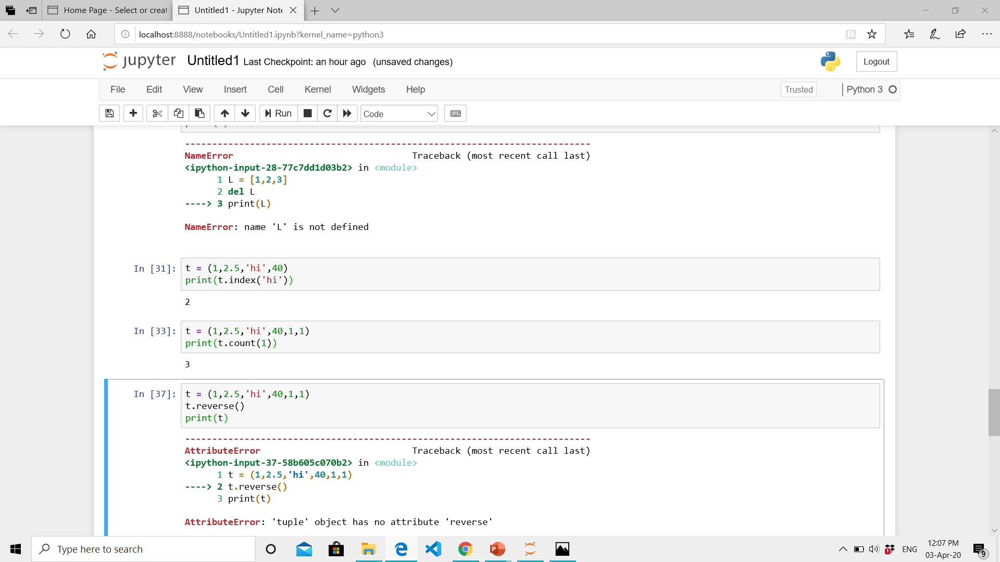 Home Page - Select or creat
Untitled1 - Jupyter Note
localhost:8888/notebooks/Untitled1.ipynb?kernel_name=python3
jupyter Untitled1 Last Checkpoint: an hour ago (unsaved changes)
Logout
File Edit View Insert Cell Kernel Widgets Help
Trusted
Python 3
Run
Code
---------------------------------------------------------------------------
NameError                                 Traceback (most recent call last)
<ipython-input-28-77c7dd1d03b2> in <module>
      1 L = [1,2,3]
      2 del L
----> 3 print(L)
NameError: name 'L' is not defined
In [31]: t = (1,2.5,'hi',40)
print(t.index('hi'))
2
In [33]: t = (1,2.5,'hi',40,1,1)
print(t.count(1))
3
In [37]: t = (1,2.5,'hi',40,1,1)
t.reverse()
print(t)
---------------------------------------------------------------------------
AttributeError                            Traceback (most recent call last)
<ipython-input-37-58b605c070b2> in <module>
      1 t = (1,2.5,'hi',40,1,1)
----> 2 t.reverse()
      3 print(t)
AttributeError: 'tuple' object has no attribute 'reverse'
Type here to search
P
1
ENG
12:07 PM
03-Apr-20
9